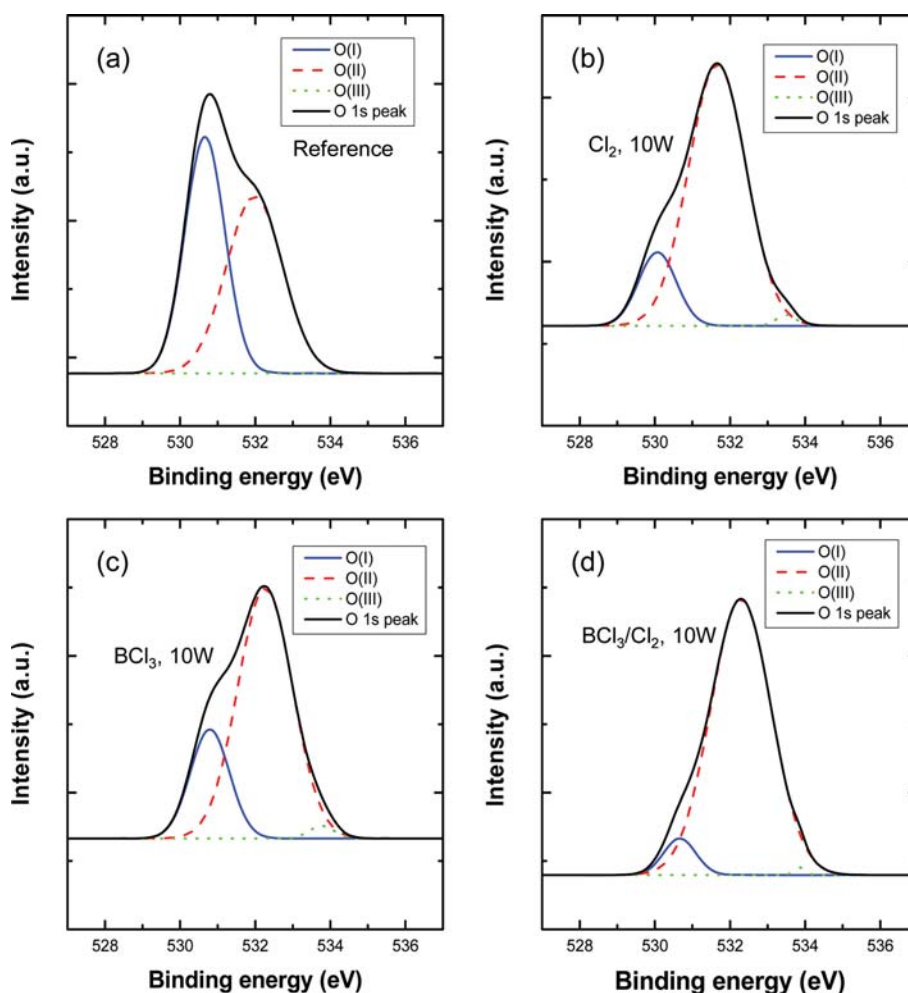 (a)
O(I)
O(II)
O(III)
O 1s peak
Reference
Intensity (a.u.)
528 530 532 534 536
Binding energy (eV)
(b)
O(I)
O(II)
O(III)
O 1s peak
Cl₂, 10W
Intensity (a.u.)
528 530 532 534 536
Binding energy (eV)
(c)
O(I)
O(II)
O(III)
O 1s peak
BCl₃, 10W
Intensity (a.u.)
528 530 532 534 536
Binding energy (eV)
(d)
O(I)
O(II)
O(III)
O 1s peak
BCl₃/Cl₂, 10W
Intensity (a.u.)
528 530 532 534 536
Binding energy (eV)